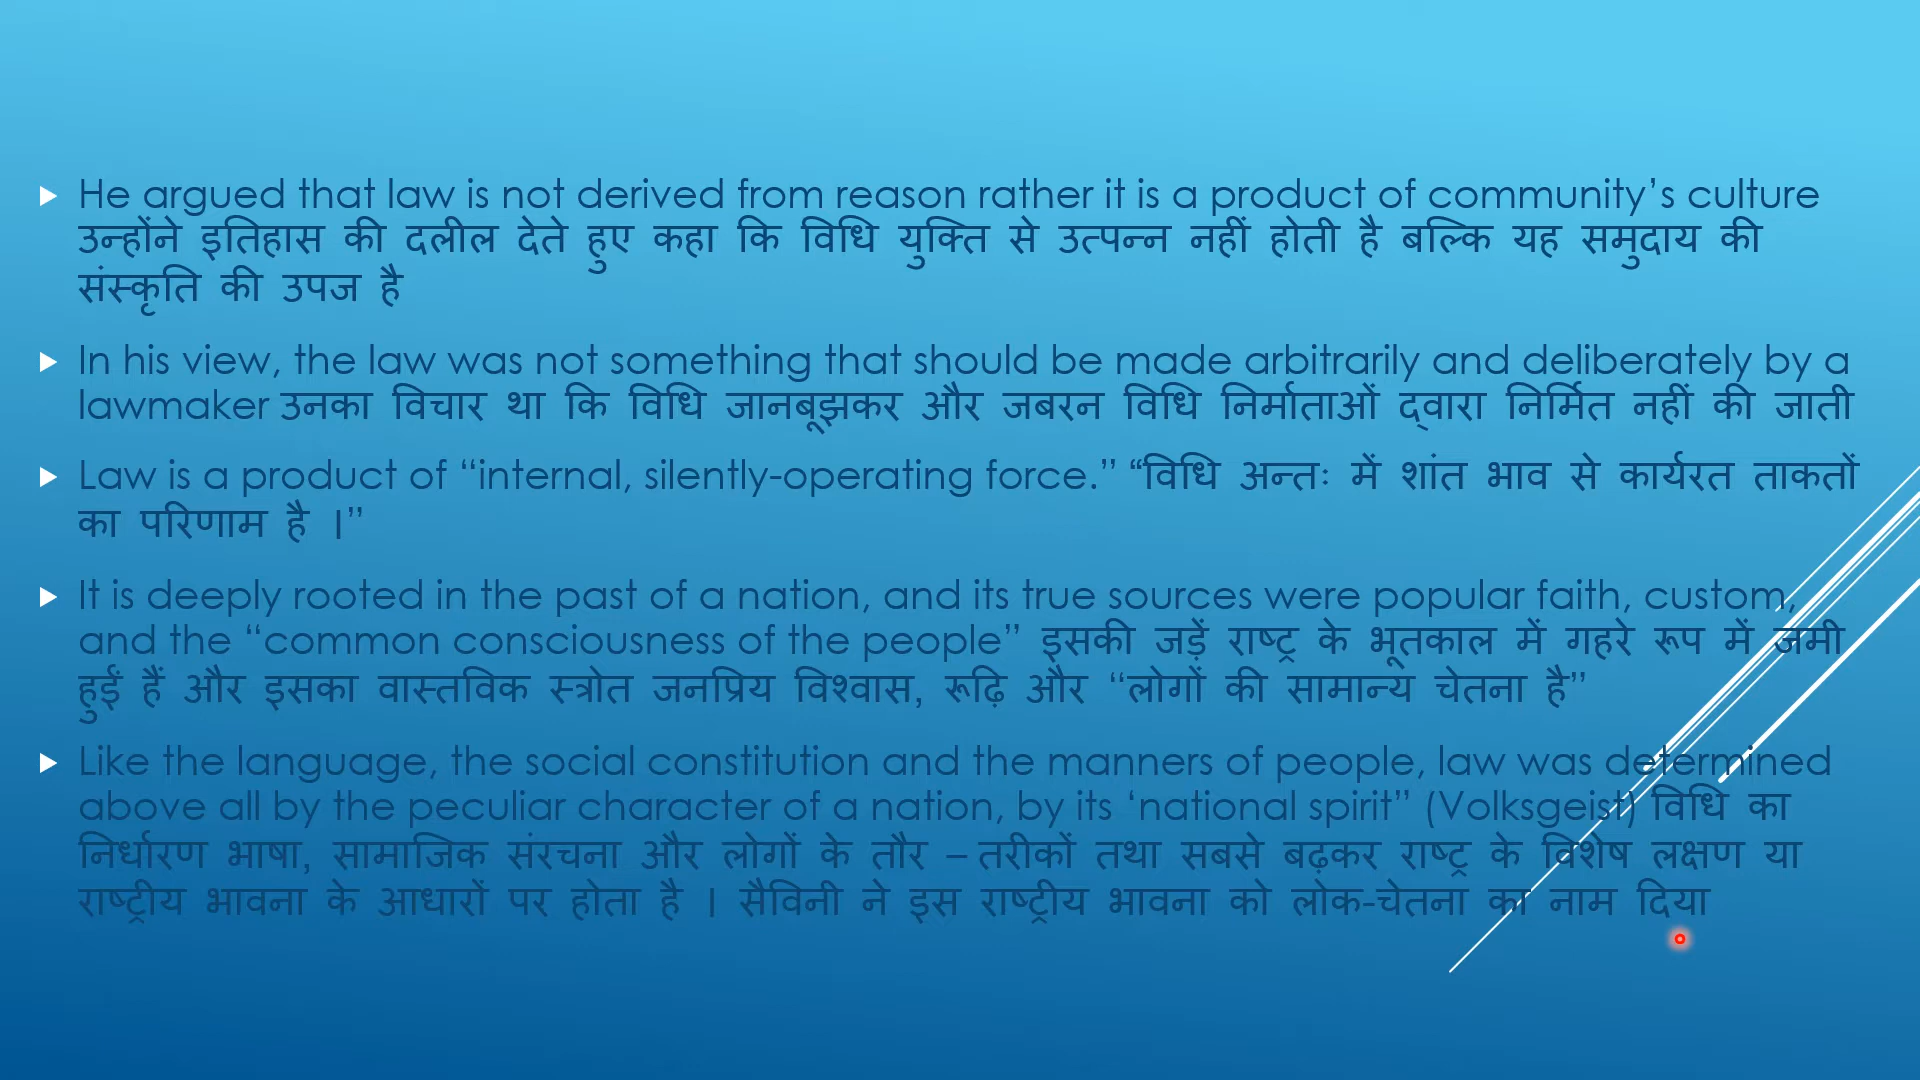 He argued that law is not derived from reason rather it is a product of community’s culture
उन्होंने इतिहास की दलील देते हुए कहा कि विधि युक्ति से उत्पन्न नहीं होती है बल्कि यह समुदाय की
संस्कृति की उपज है
In his view, the law was not something that should be made arbitrarily and deliberately by a
lawmaker उनका विचार था कि विधि जानबूझकर और जबरन विधि निर्माताओं द्वारा निर्मित नहीं की जाती
Law is a product of “internal, silently-operating force.” “विधि अन्तः में शांत भाव से कार्यरत ताकतों
का परिणाम है ।”
It is deeply rooted in the past of a nation, and its true sources were popular faith, custom,
and the “common consciousness of the people” इसकी जड़ें राष्ट्र के भूतकाल में गहरे रूप में जमी
हुईं हैं और इसका वास्तविक स्त्रोत जनप्रिय विश्वास, रूढ़ि और “लोगों की सामान्य चेतना है”
Like the language, the social constitution and the manners of people, law was determined
above all by the peculiar character of a nation, by its ‘national spirit” (Volksgeist) विधि का
निर्धारण भाषा, सामाजिक संरचना और लोगों के तौर – तरीकों तथा सबसे बढ़कर राष्ट्र के विशेष लक्षण या
राष्ट्रीय भावना के आधारों पर होता है । सैविनी ने इस राष्ट्रीय भावना को लोक-चेतना का नाम दिया